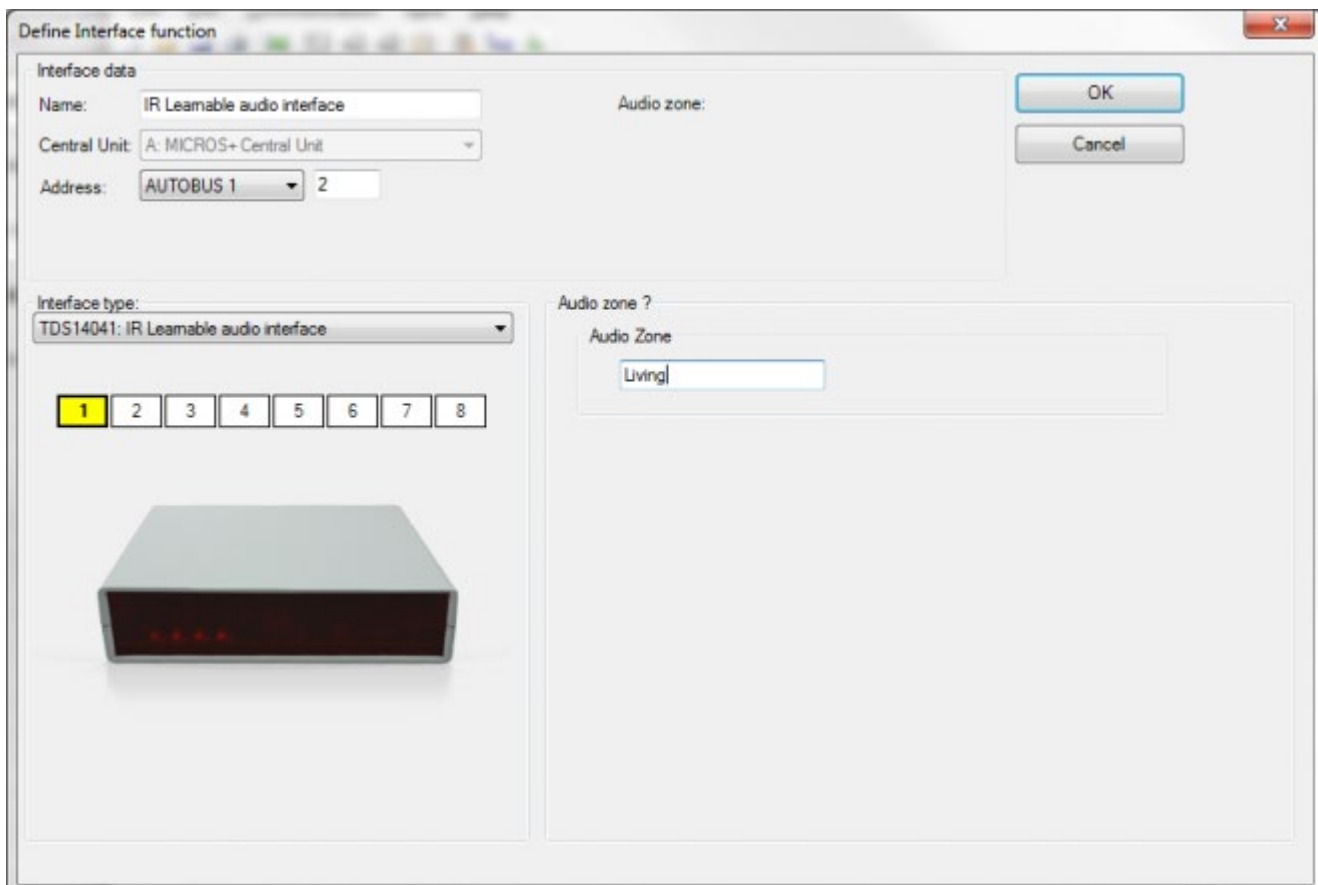 Define Interface function
Interface data
Name: IR Learnable audio interface
Audio zone:
OK
Central Unit: A: MICROS+ Central Unit
Cancel
Address: AUTOBUS 1 2
Interface type:
TDS14041: IR Learnable audio interface
1 2 3 4 5 6 7 8
Audio zone ?
Audio Zone
Living